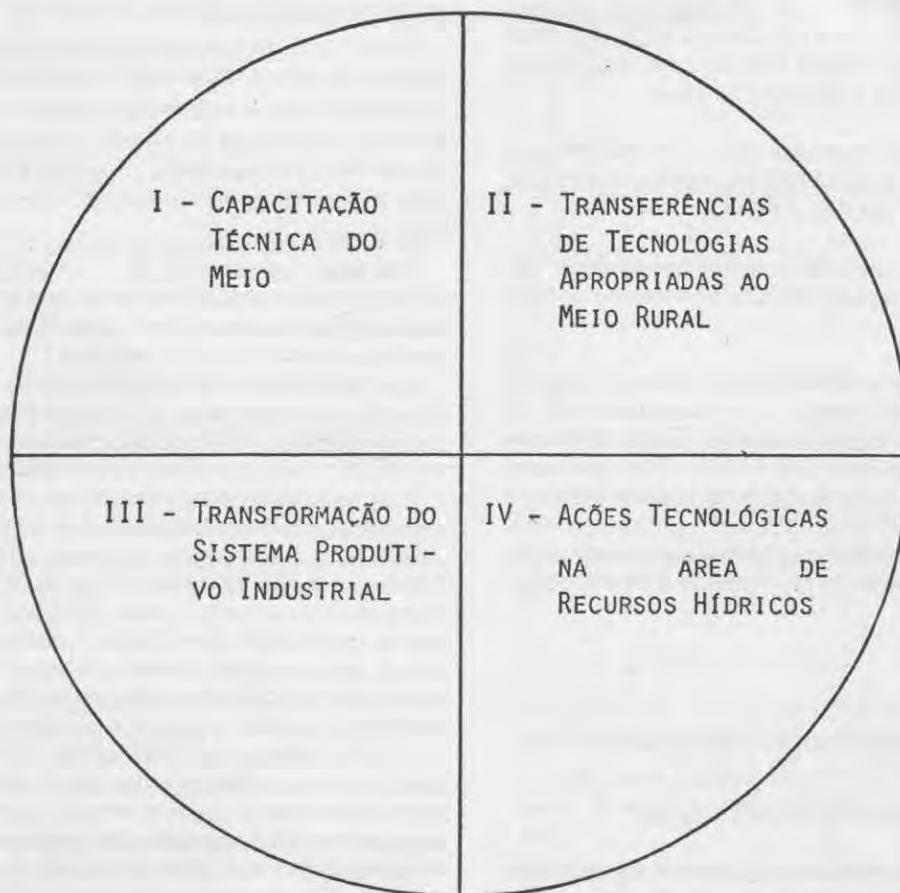 I - CAPACITAÇÃO
TÉCNICA DO
MEIO
II - TRANSFERÊNCIAS
DE TECNOLOGIAS
APROPRIADAS AO
MEIO RURAL
III - TRANSFORMAÇÃO DO
SISTEMA PRODUTI-
VO INDUSTRIAL
IV - AÇÕES TECNOLÓGICAS
NA AREA DE
RECURSOS HÍDRICOS